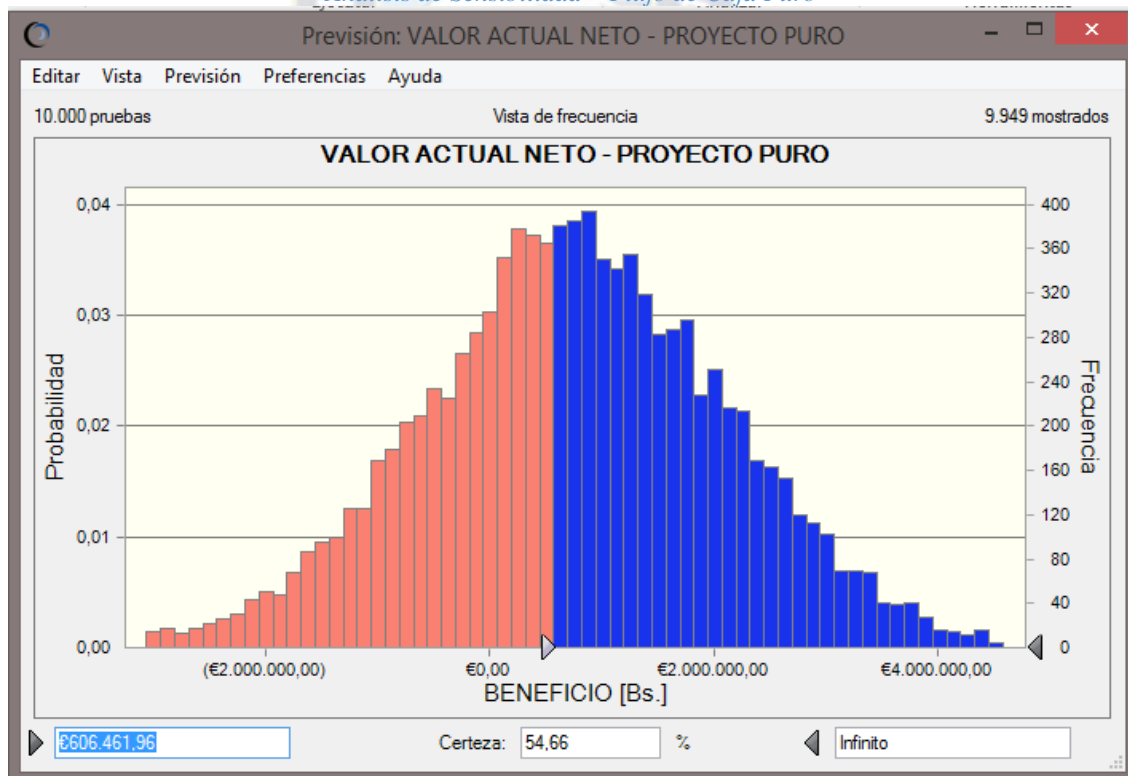 Previsión: VALOR ACTUAL NETO - PROYECTO PURO
Editar Vista Previsión Preferencias Ayuda
10.000 pruebas Vista de frecuencia 9.949 mostrados
VALOR ACTUAL NETO - PROYECTO PURO
0,04 400
360
320
0,03
280
240
0,02 200
160
120
0,01
80
40
0,00 0
Probabilidad
Frecuencia
(€2.000.000,00) €0,00 €2.000.000,00 €4.000.000,00
BENEFICIO [Bs.]
€606.461,96 Certeza: 54,66 % Infinito